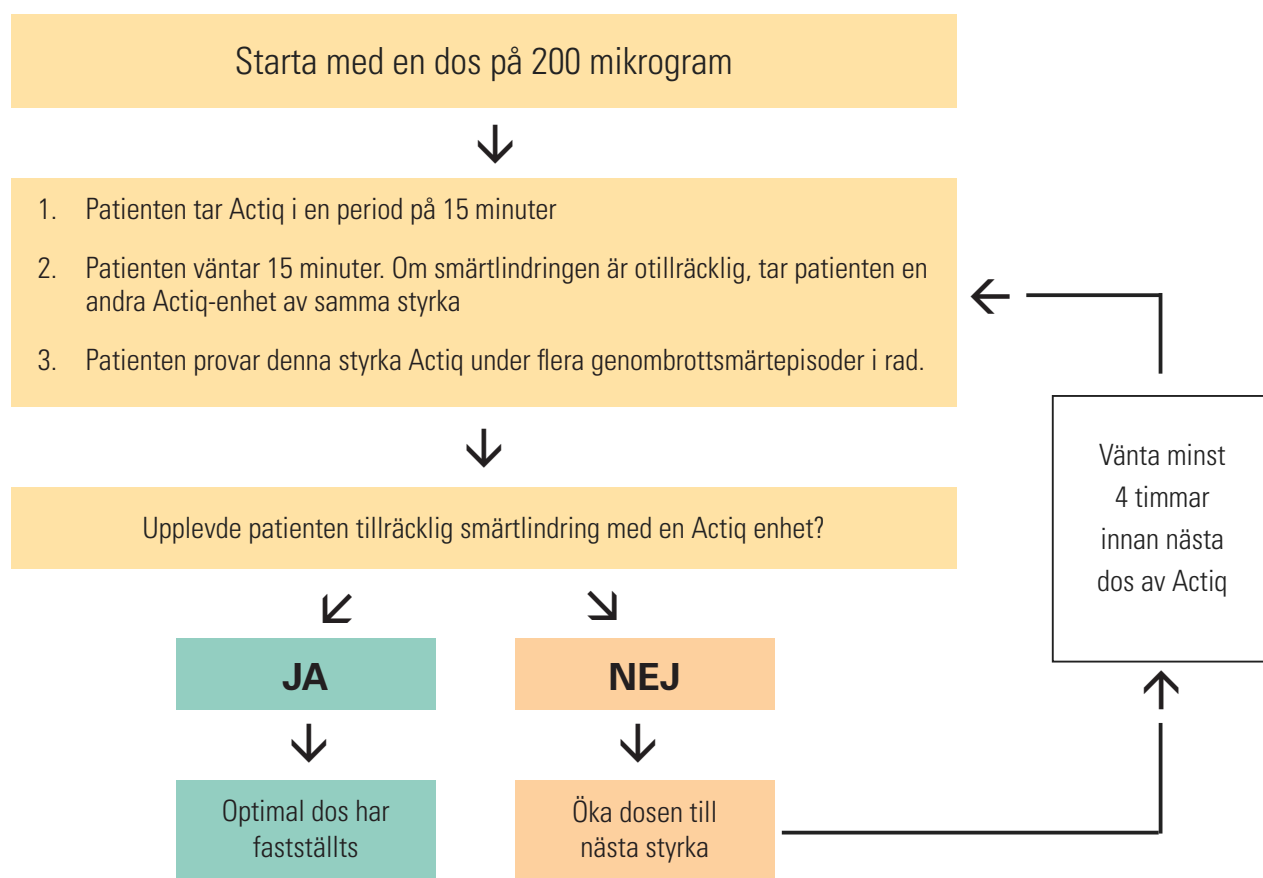 Starta med en dos på 200 mikrogram
1. Patienten tar Actiq i en period på 15 minuter
2. Patienten väntar 15 minuter. Om smärtlindringen är otillräcklig, tar patienten en
andra Actiq-enhet av samma styrka
3. Patienten provar denna styrka Actiq under flera genombrottsmärtepisoder i rad.
Upplevde patienten tillräcklig smärtlindring med en Actiq enhet?
JA
NEJ
Optimal dos har
fastställts
Öka dosen till
nästa styrka
Vänta minst
4 timmar
innan nästa
dos av Actiq